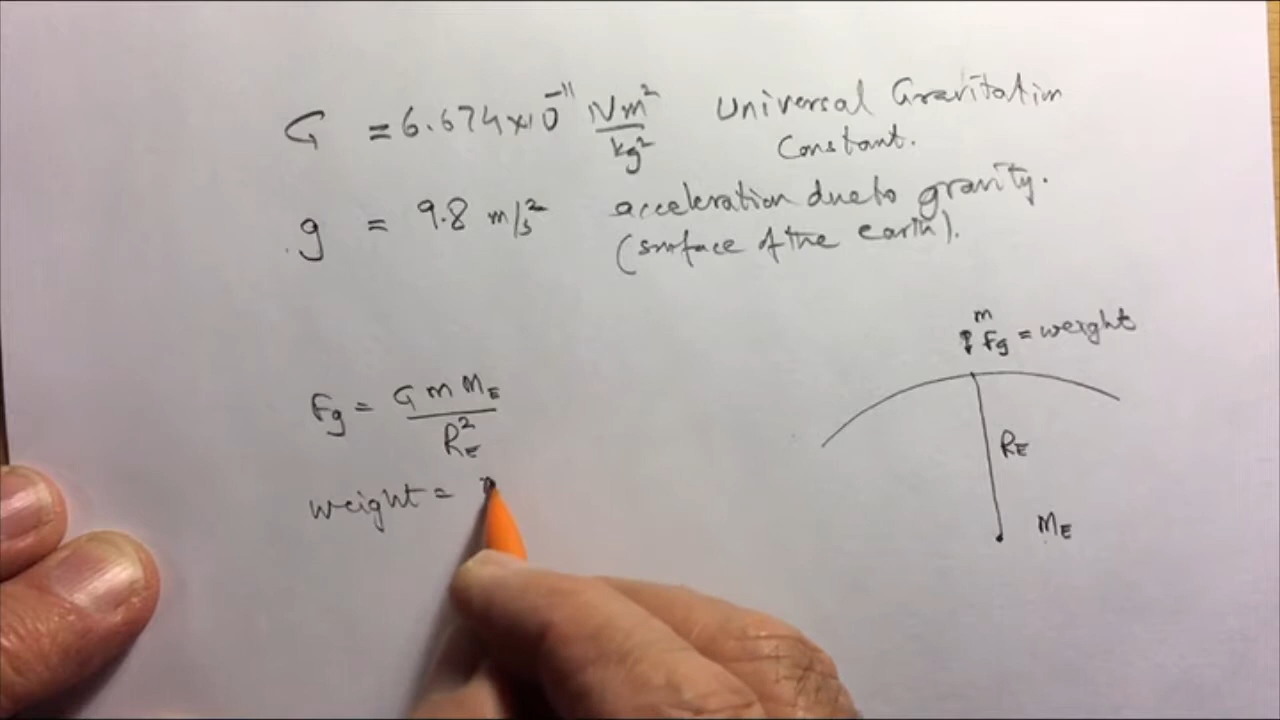 G = 6.674×10⁻¹¹ Nm²/kg² Universal Gravitation
Constant.
g = 9.8 m/s² acceleration due to gravity.
(surface of the earth).
m
Fg = weight
Fg = G m M_E / R_E²
R_E
weight =
M_E